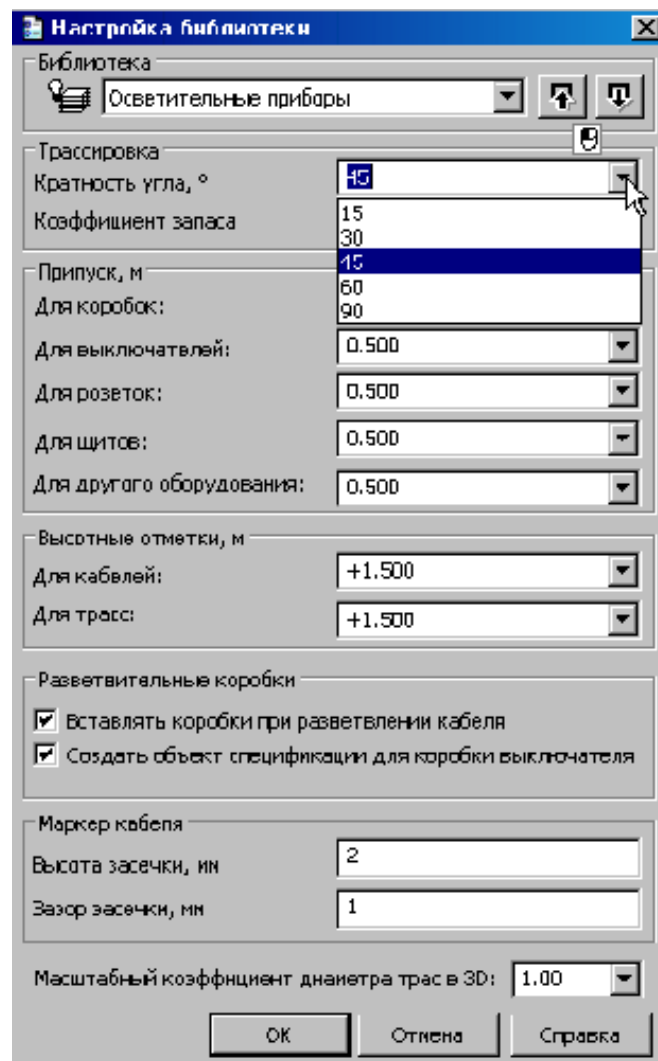 Настройка библиотеки
Библиотека
Осветительные приборы
Трассировка
Кратность угла, °
45
Коэффициент запаса
15
30
45
60
90
Припуск, м
Для коробок:
Для выключателей:
0.500
Для розеток:
0.500
Для щитов:
0.500
Для другого оборудования:
0.500
Высотные отметки, м
Для кабелей:
+1.500
Для трасс:
+1.500
Разветвительные коробки
Вставлять коробки при разветвлении кабеля
Создать объект спецификации для коробки выключателя
Маркер кабеля
Высота засечки, мм
2
Зазор засечки, мм
1
Масштабный коэффициент диаметра трас в 3D:
1.00
ОК
Отмена
Справка